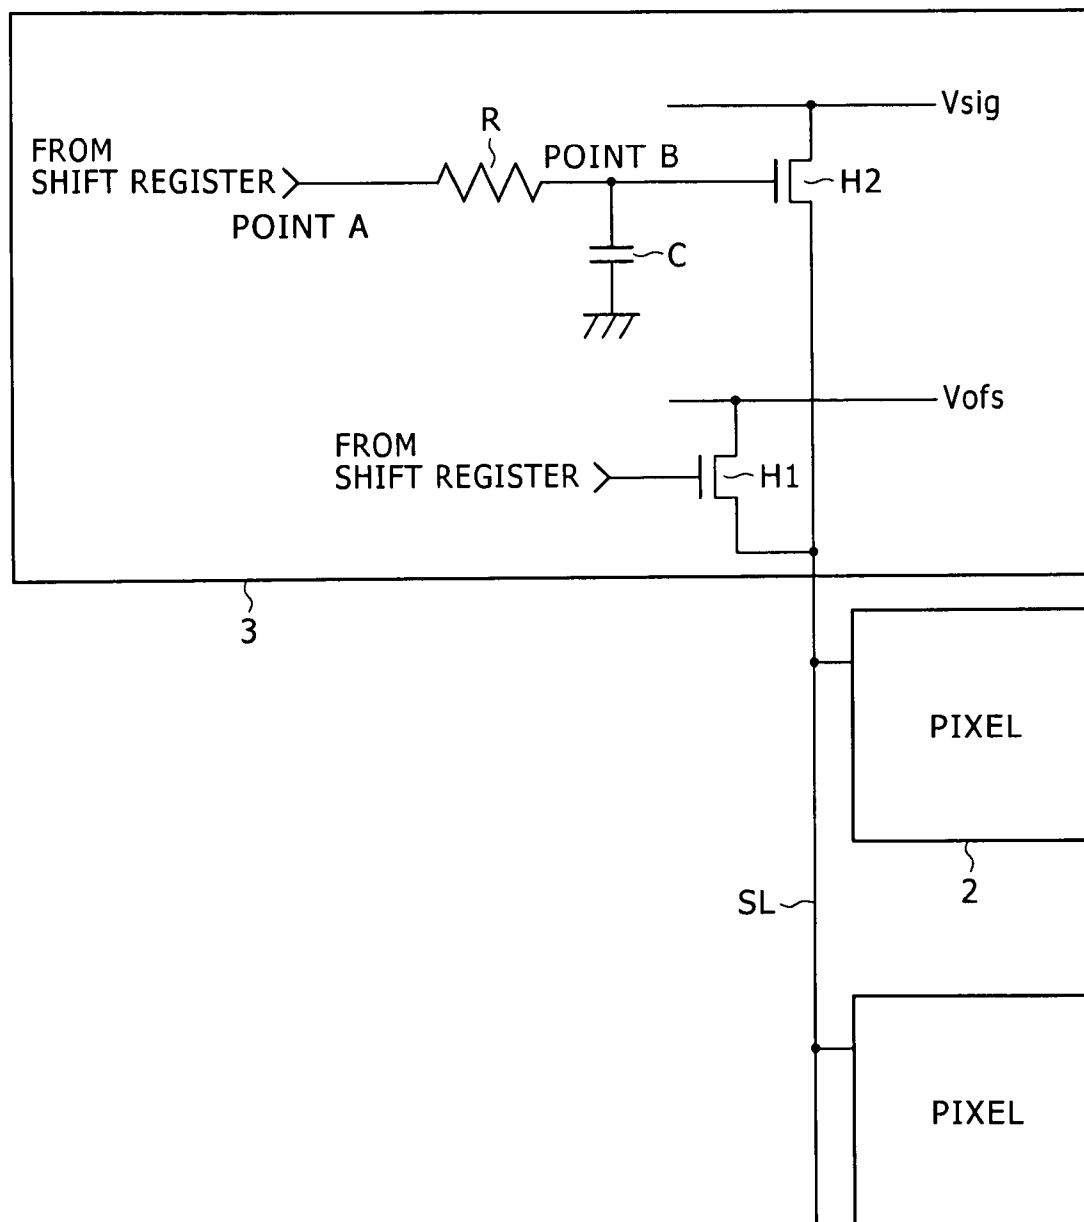 Vsig
R
FROM
SHIFT REGISTER
POINT B
H2
POINT A
C
Vofs
FROM
SHIFT REGISTER
H1
3
PIXEL
2
SL
PIXEL